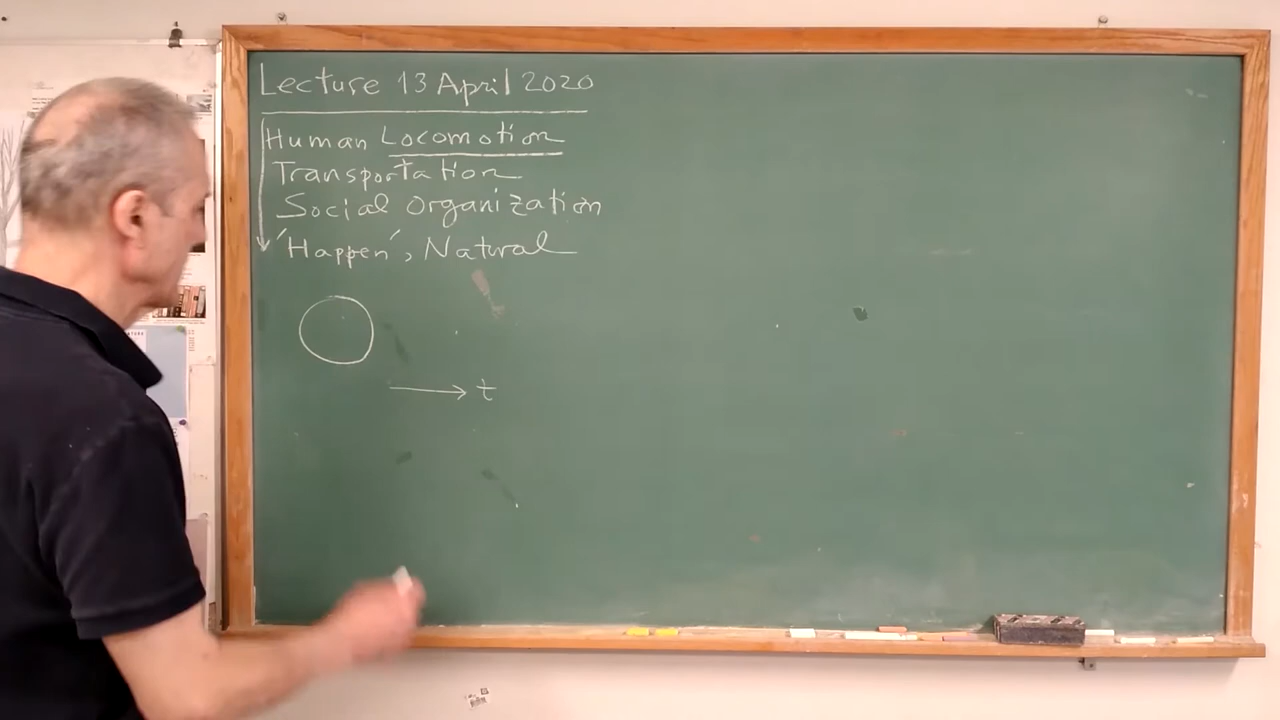 Lecture 13 April 2020
Human Locomotion
Transportation
Social Organization
'Happen', Natural
t